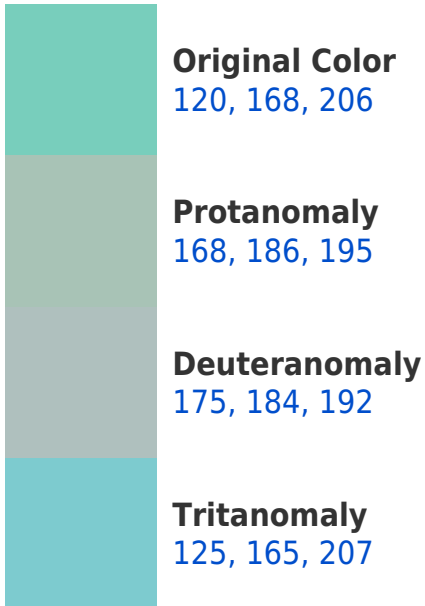 Original Color
120, 168, 206
Protanomaly
168, 186, 195
Deuteranomaly
175, 184, 192
Tritanomaly
125, 165, 207